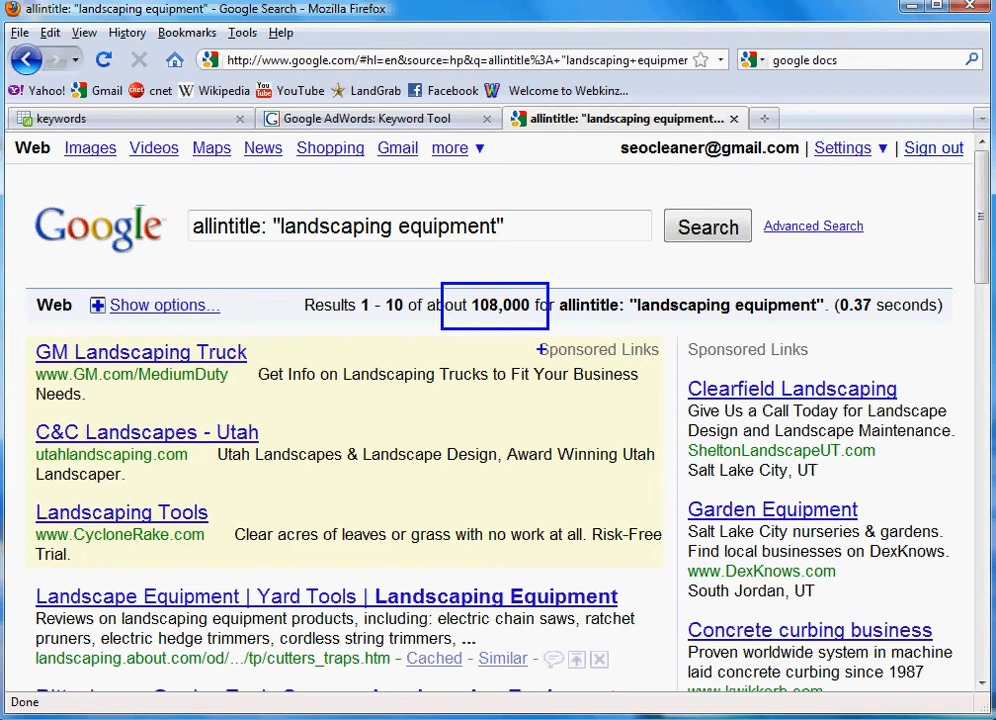 allintitle: "landscaping equipment" - Google Search - Mozilla Firefox
File Edit View History Bookmarks Tools Help
http://www.google.com/#hl=en&source=hp&q=allintitle%3A+"landscaping+equipmer google docs
Yahoo! Gmail cnet Wikipedia YouTube LandGrab Facebook Welcome to Webkinz...
keywords Google AdWords: Keyword Tool allintitle: "landscaping equipment...
Web Images Videos Maps News Shopping Gmail more ▼ seocleaner@gmail.com | Settings ▼ | Sign out
Google allintitle: "landscaping equipment" Search Advanced Search
Web Show options... Results 1 - 10 of about 108,000 for allintitle: "landscaping equipment". (0.37 seconds)
GM Landscaping Truck Sponsored Links
www.GM.com/MediumDuty Get Info on Landscaping Trucks to Fit Your Business
Needs.
C&C Landscapes - Utah
utahlandscaping.com Utah Landscapes & Landscape Design, Award Winning Utah
Landscaper.
Landscaping Tools
www.CycloneRake.com Clear acres of leaves or grass with no work at all. Risk-Free
Trial.
Landscape Equipment | Yard Tools | Landscaping Equipment
Reviews on landscaping equipment products, including: electric chain saws, ratchet
pruners, electric hedge trimmers, cordless string trimmers, ...
landscaping.about.com/od/.../tp/cutters_traps.htm - Cached - Similar -
Sponsored Links
Clearfield Landscaping
Give Us a Call Today for Landscape
Design and Landscape Maintenance.
SheltonLandscapeUT.com
Salt Lake City, UT
Garden Equipment
Salt Lake City nurseries & gardens.
Find local businesses on DexKnows.
www.DexKnows.com
South Jordan, UT
Concrete curbing business
Proven worldwide system in machine
laid concrete curbing since 1987
www.kwikkerb.com
Done